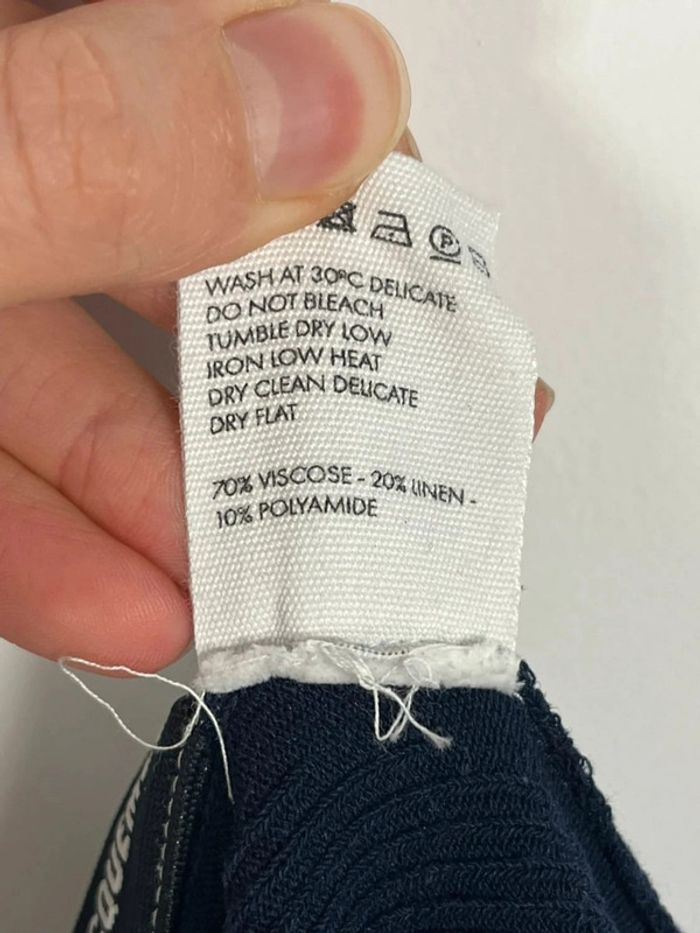 P
WASH AT 30ºC DELICATE
DO NOT BLEACH
TUMBLE DRY LOW
IRON LOW HEAT
DRY CLEAN DELICATE
DRY FLAT
70% VISCOSE - 20% LINEN -
10% POLYAMIDE